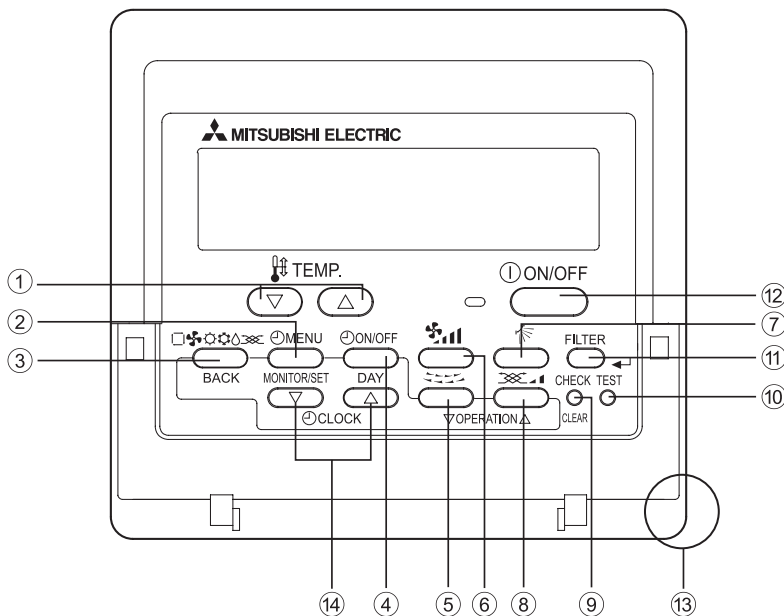 MITSUBISHI ELECTRIC
TEMP. ON/OFF
① ⑫
② MENU ON/OFF FILTER ⑦
③ BACK MONITOR/SET DAY CHECK TEST ⑪
CLOCK ▽OPERATION△ CLEAR ⑩
⑭ ④ ⑤ ⑥ ⑧ ⑨ ⑬